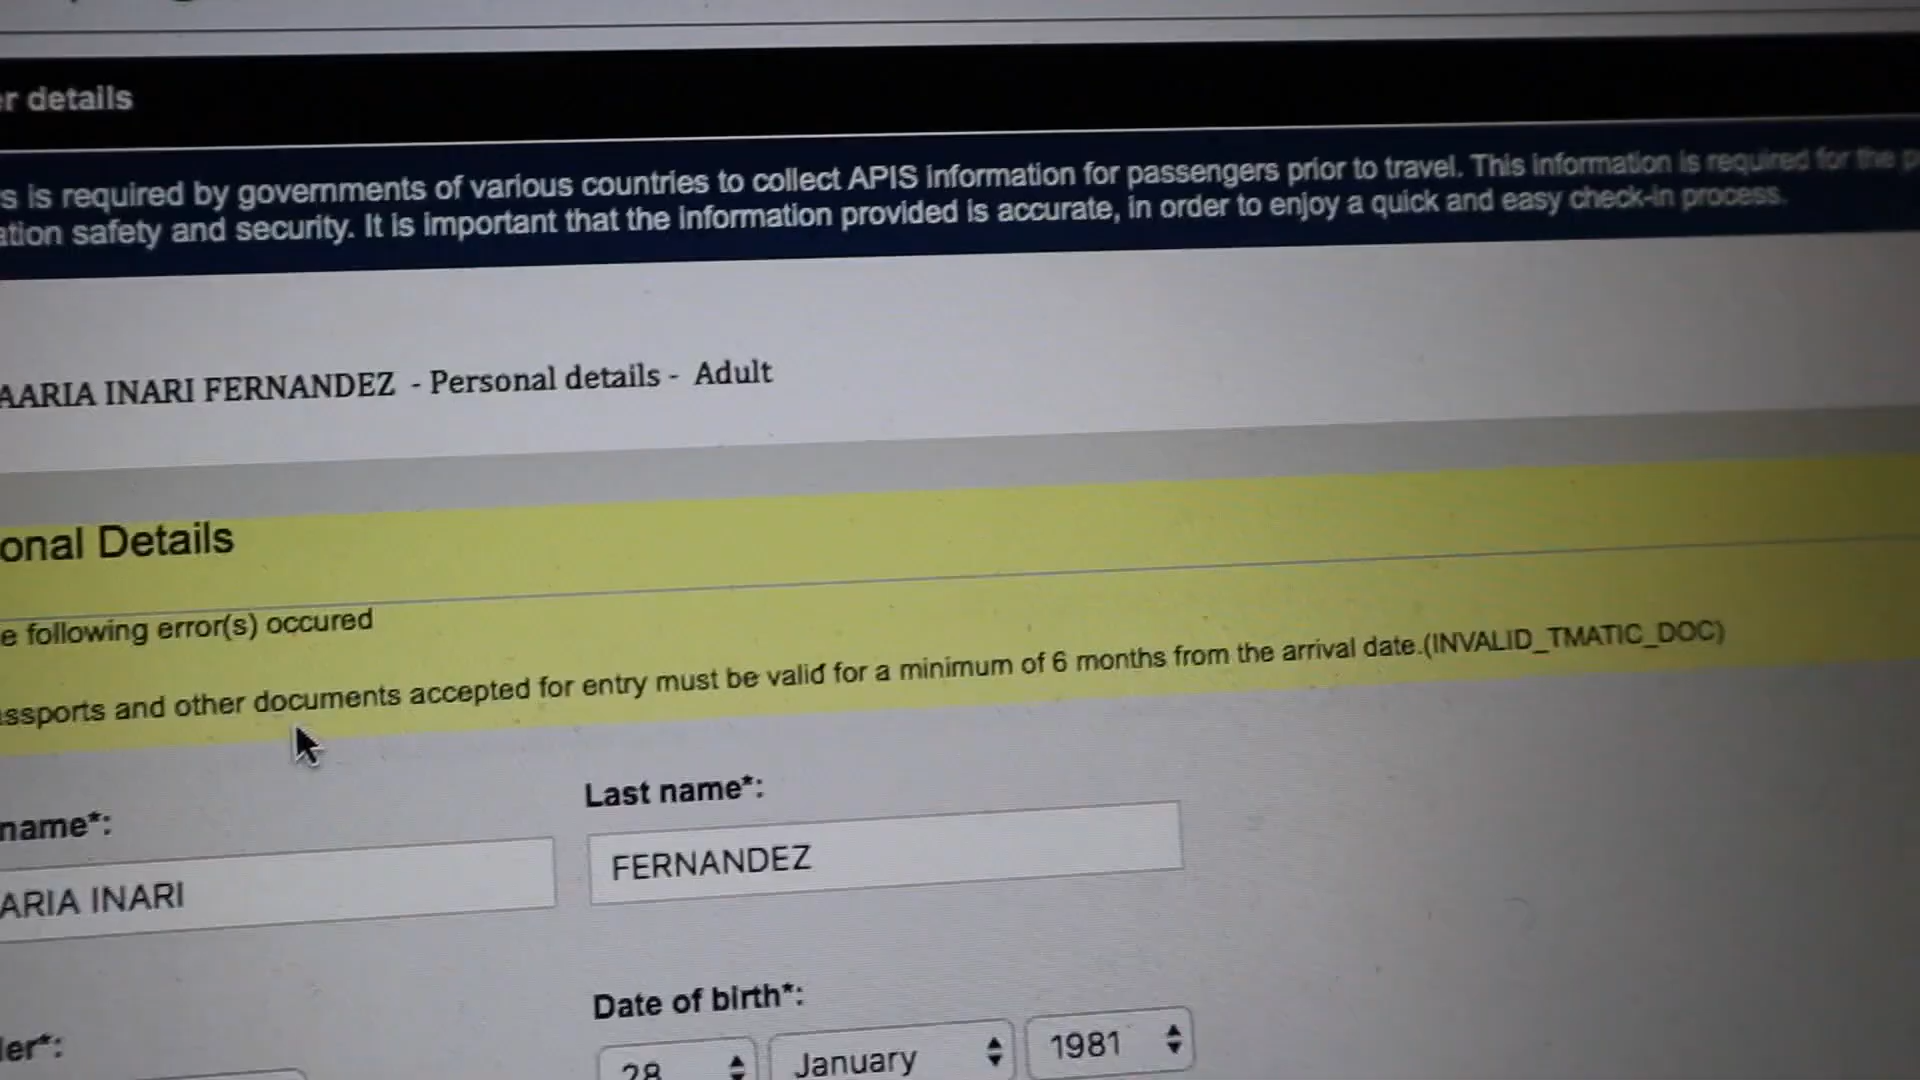 er details
s is required by governments of various countries to collect APIS information for passengers prior to travel. This information is required for the p
ation safety and security. It is important that the information provided is accurate, in order to enjoy a quick and easy check-in process.
AARIA INARI FERNANDEZ - Personal details - Adult
onal Details
e following error(s) occured
assports and other documents accepted for entry must be valid for a minimum of 6 months from the arrival date.(INVALID_TMATIC_DOC)
name*: Last name*:
ARIA INARI FERNANDEZ
der*: Date of birth*:
28 January 1981